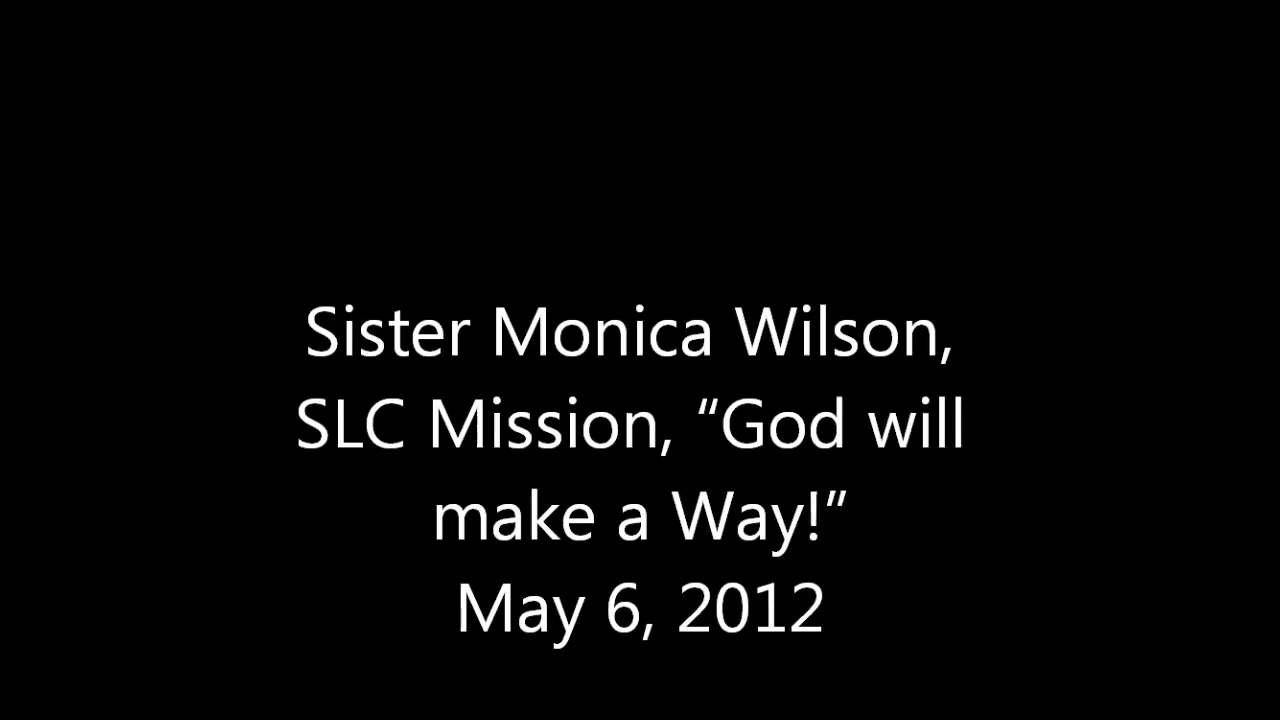 Sister Monica Wilson,
SLC Mission, “God will
make a Way!”
May 6, 2012